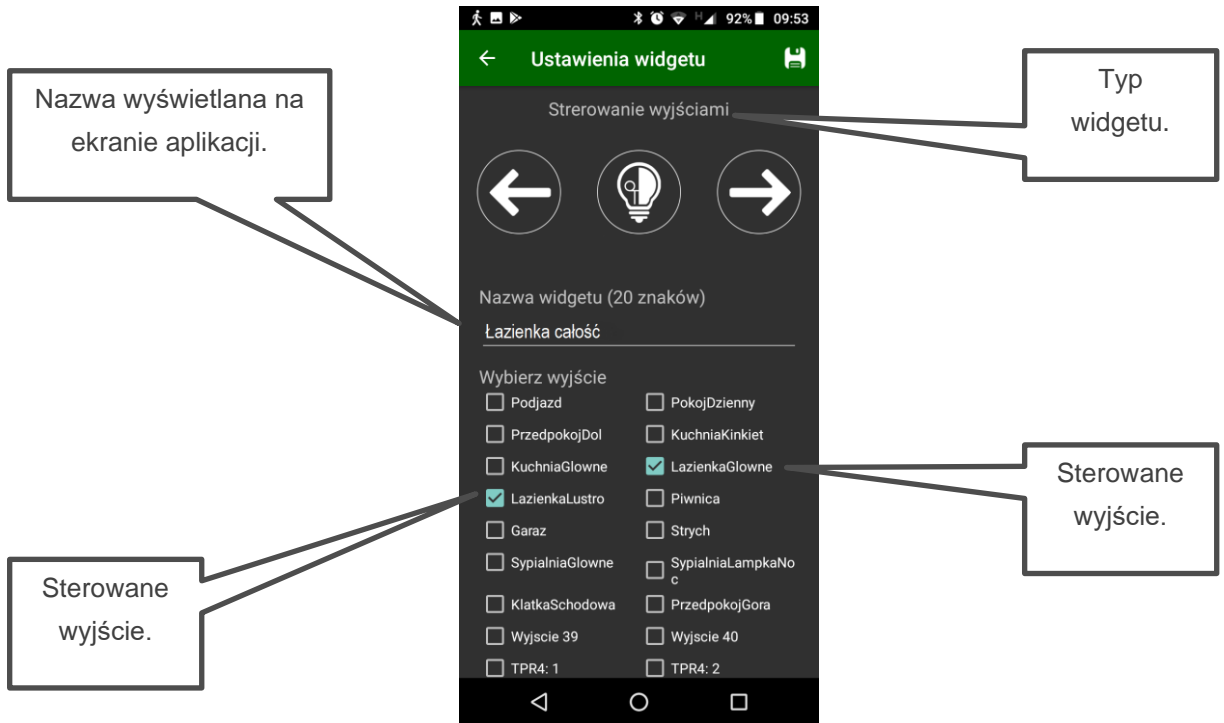 92% 09:53
Ustawienia widgetu
Nazwa wyświetlana na
ekranie aplikacji.
Strerowanie wyjściami
Typ
widgetu.
Nazwa widgetu (20 znaków)
Łazienka całość
Wybierz wyjście
Podjazd PokojDzienny
PrzedpokojDol KuchniaKinkiet
KuchniaGlowne LazienkaGlowne
LazienkaLustro Piwnica
Sterowane
wyjście.
Garaz Strych
SypialniaGlowne SypialniaLampkaNo
c
Sterowane
wyjście.
KlatkaSchodowa PrzedpokojGora
Wyjscie 39 Wyjscie 40
TPR4: 1 TPR4: 2